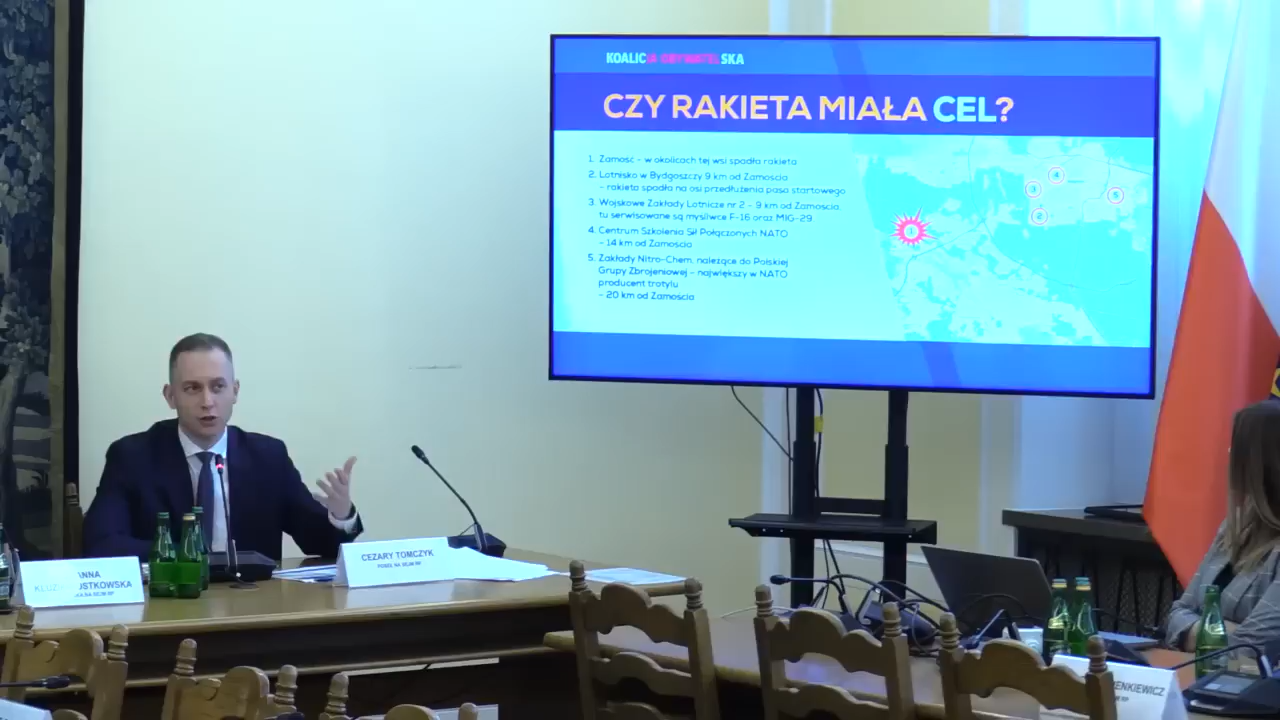 KOALICJA OBYWATELSKA
CZY RAKIETA MIAŁA CEL?
1. Zamość - w okolicach tej wsi spadła rakieta
2. Lotnisko w Bydgoszczy 9 km od Zamościa
- rakieta spadła na osi przedłużenia pasa startowego
3. Wojskowe Zakłady Lotnicze nr 2 - 9 km od Zamościa,
tu serwisowane są myśliwce F-16 oraz MIG-29
4. Centrum Szkolenia Sił Połączonych NATO
- 14 km od Zamościa
5. Zakłady Nitro-Chem, należące do Polskiej
Grupy Zbrojeniowej - największy w NATO
producent trotylu
- 20 km od Zamościa
1
2
3
4
5
CEZARY TOMCZYK
POSEŁ NA SEJM RP
ANNA
OSTKOWSKA
NA SEJM RP
IENKIEWICZ